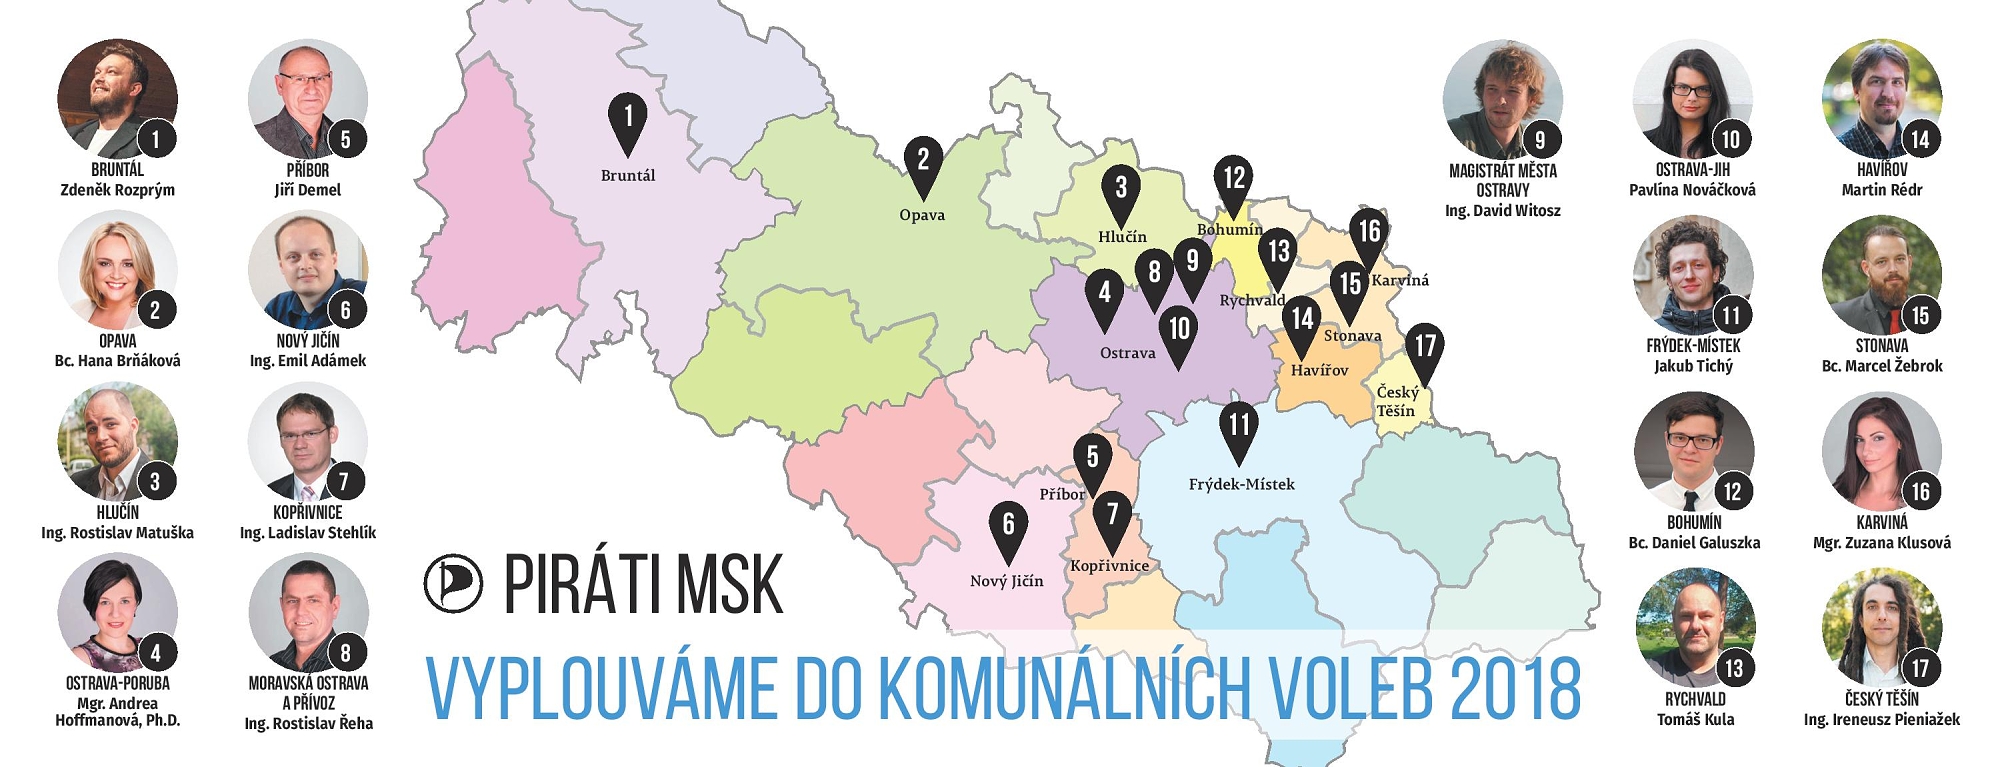 1
BRUNTÁL
Zdeněk Rozprým
5
PŘÍBOR
Jiří Demel
2
OPAVA
Bc. Hana Brňáková
6
NOVÝ JIČÍN
Ing. Emil Adámek
3
HLUČÍN
Ing. Rostislav Matuška
7
KOPŘIVNICE
Ing. Ladislav Stehlík
4
OSTRAVA-PORUBA
Mgr. Andrea
Hoffmanová, Ph.D.
8
MORAVSKÁ OSTRAVA
A PŘÍVOZ
Ing. Rostislav Řeha
1
Bruntál
2
Opava
3
Hlučín
12
Bohumín
13
Rychvald
16
Karviná
15
Stonava
14
Havířov
17
Český
Těšín
4
8
9
10
Ostrava
11
Frýdek-Místek
5
Příbor
7
Kopřivnice
6
Nový Jičín
PIRÁTI MSK
VYPLOUVÁME DO KOMUNÁLNÍCH VOLEB 2018
9
MAGISTRÁT MĚSTA
OSTRAVY
Ing. David Witosz
10
OSTRAVA-JIH
Pavlína Nováčková
14
HAVÍŘOV
Martin Rédr
11
FRÝDEK-MÍSTEK
Jakub Tichý
15
STONAVA
Bc. Marcel Žebrok
12
BOHUMÍN
Bc. Daniel Galuszka
16
KARVINÁ
Mgr. Zuzana Klusová
13
RYCHVALD
Tomáš Kula
17
ČESKÝ TĚŠÍN
Ing. Ireneusz Pieniažek